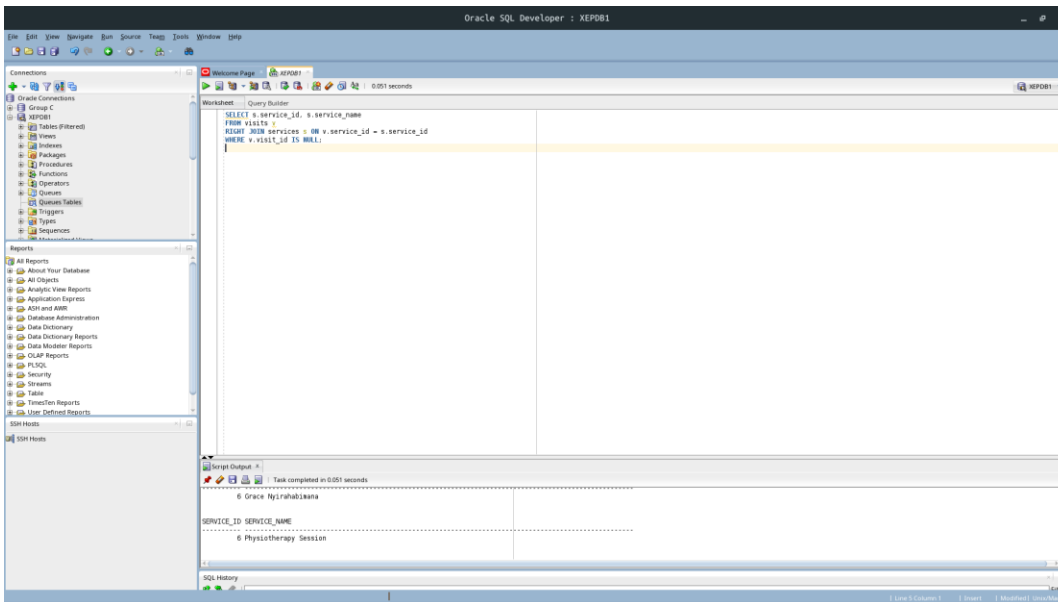 Oracle SQL Developer : XEPDB1
File Edit View Navigate Run Source Team Tools Window Help
Connections
Oracle Connections
Group C
XEPDB1
Tables (Filtered)
Views
Indexes
Packages
Procedures
Functions
Operators
Queues
Queues Tables
Triggers
Types
Sequences
Reports
All Reports
About Your Database
All Objects
Analytic View Reports
Application Express
ASH and AWR
Database Administration
Data Dictionary
Data Dictionary Reports
Data Modeler Reports
OLAP Reports
PLSQL
Security
Streams
Table
TimesTen Reports
User Defined Reports
SSH Hosts
SSH Hosts
Welcome Page XEPDB1
0.051 seconds
XEPDB1
Worksheet Query Builder
SELECT s.service_id, s.service_name
FROM visits v
RIGHT JOIN services s ON v.service_id = s.service_id
WHERE v.visit_id IS NULL;
Script Output
Task completed in 0.051 seconds
6 Grace Nyirahabimana
SERVICE_ID SERVICE_NAME
6 Physiotherapy Session
SQL History
Line 5 Column 1 Insert Modified